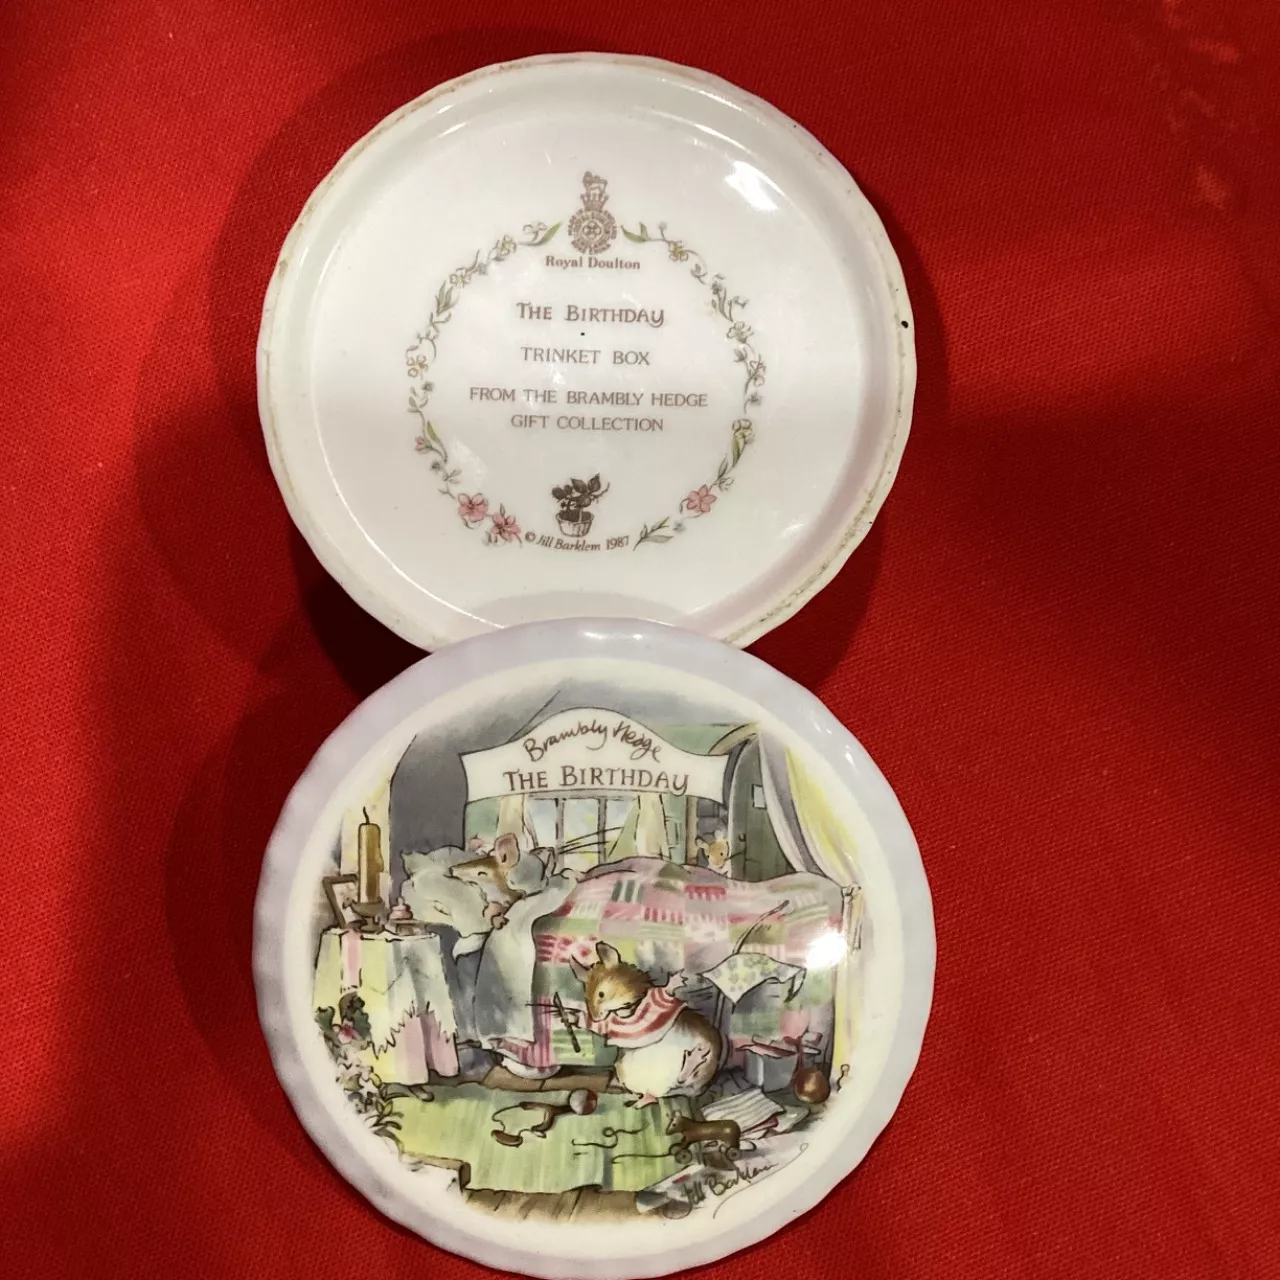 Royal Doulton
THE BIRTHDAY
TRINKET BOX
FROM THE BRAMBLY HEDGE
GIFT COLLECTION
© Jill Barklem 1987
Brambly Hedge
THE BIRTHDAY
Jill Barklem